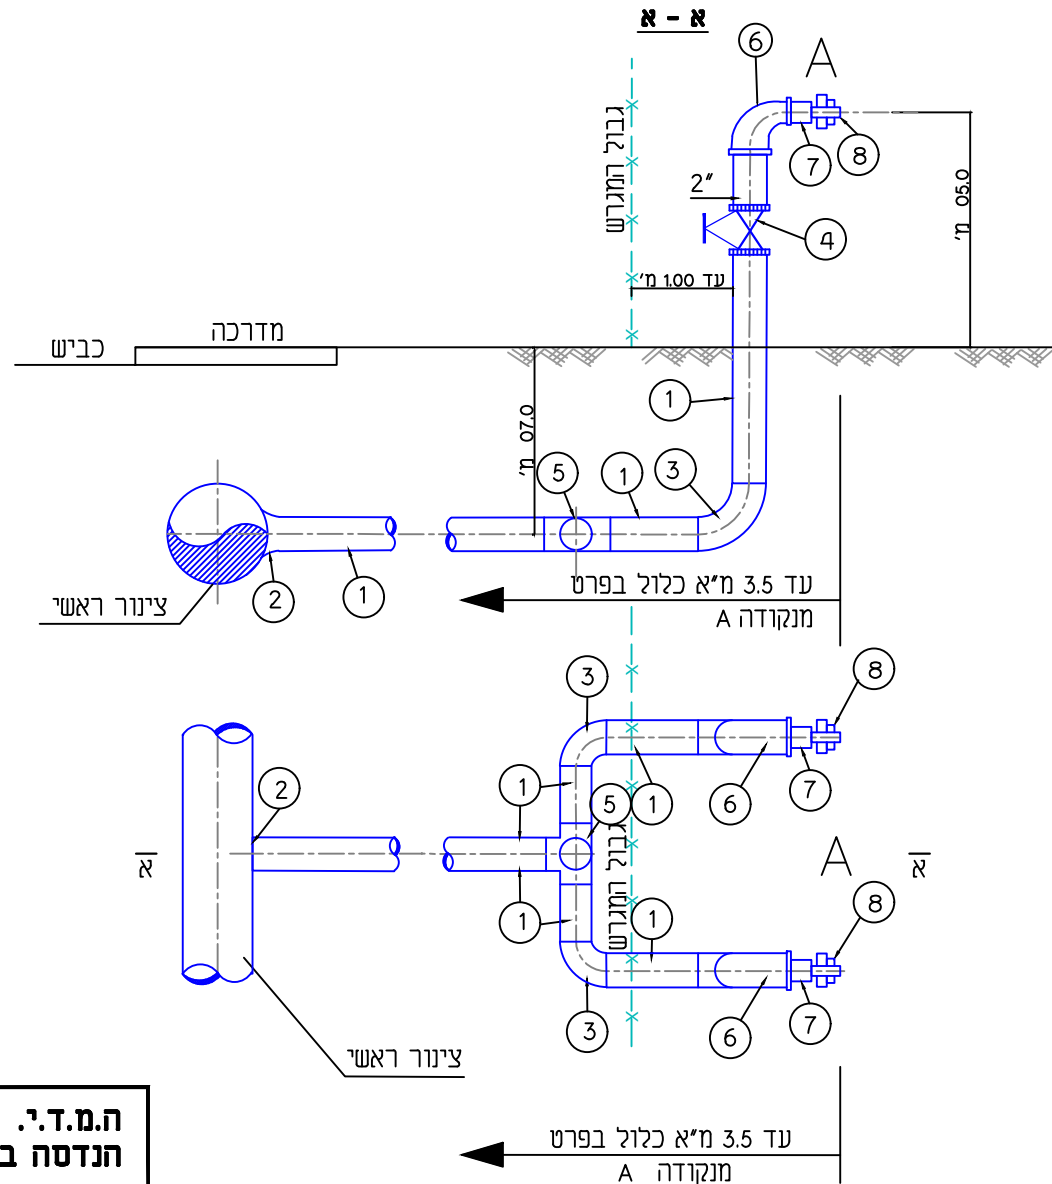 א - א
6
A
גבול המגרש
7
8
2"
4
05.0 מ'
עד 1.00 מ'
מדרכה
כביש
1
07.0 מ'
5
1
3
2
1
צינור ראשי
עד 3.5 מ"א כלול בפרט
מנקודה A
3
8
2
1
5
1
6
7
גבול המגרש
א
A
א
1
1
8
3
6
7
צינור ראשי
ה.מ.ד.י.
הנדסה ב
עד 3.5 מ"א כלול בפרט
מנקודה A